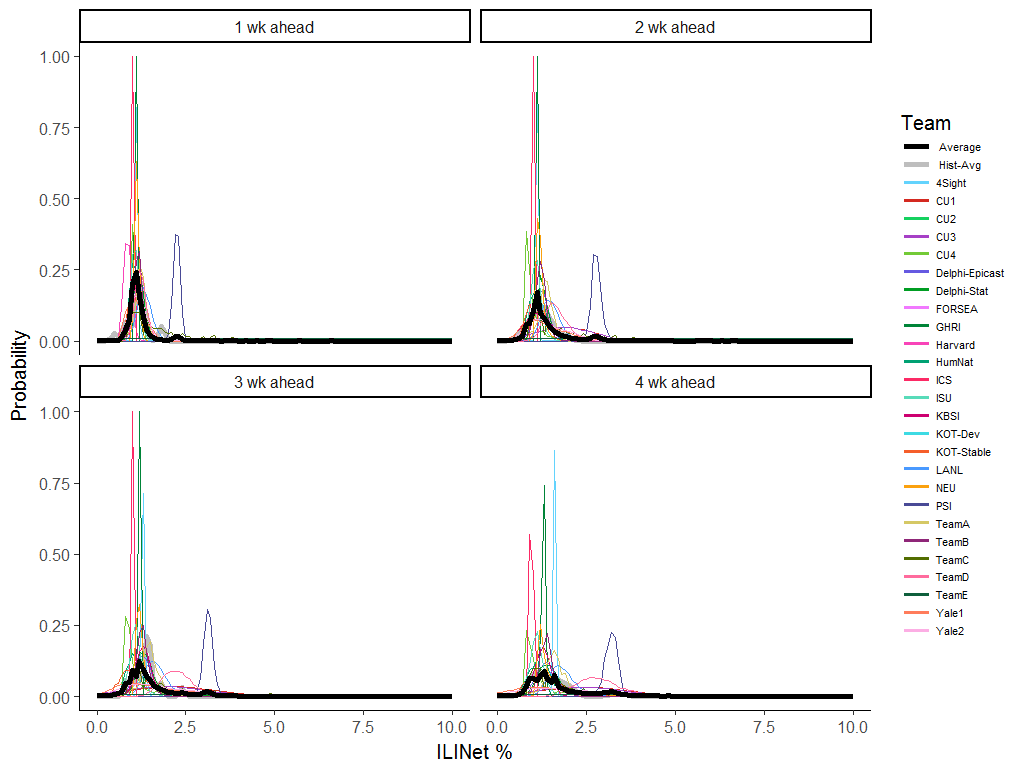 1 wk ahead
2 wk ahead
1.00
0.75
0.50
0.25
0.00
3 wk ahead
4 wk ahead
1.00
0.75
0.50
0.25
0.00
0.0
2.5
5.0
7.5
10.0
0.0
2.5
5.0
7.5
10.0
Probability
ILINet %
Team
Average
Hist-Avg
4Sight
CU1
CU2
CU3
CU4
Delphi-Epicast
Delphi-Stat
FORSEA
GHRI
Harvard
HumNat
ICS
ISU
KBSI
KOT-Dev
KOT-Stable
LANL
NEU
PSI
TeamA
TeamB
TeamC
TeamD
TeamE
Yale1
Yale2